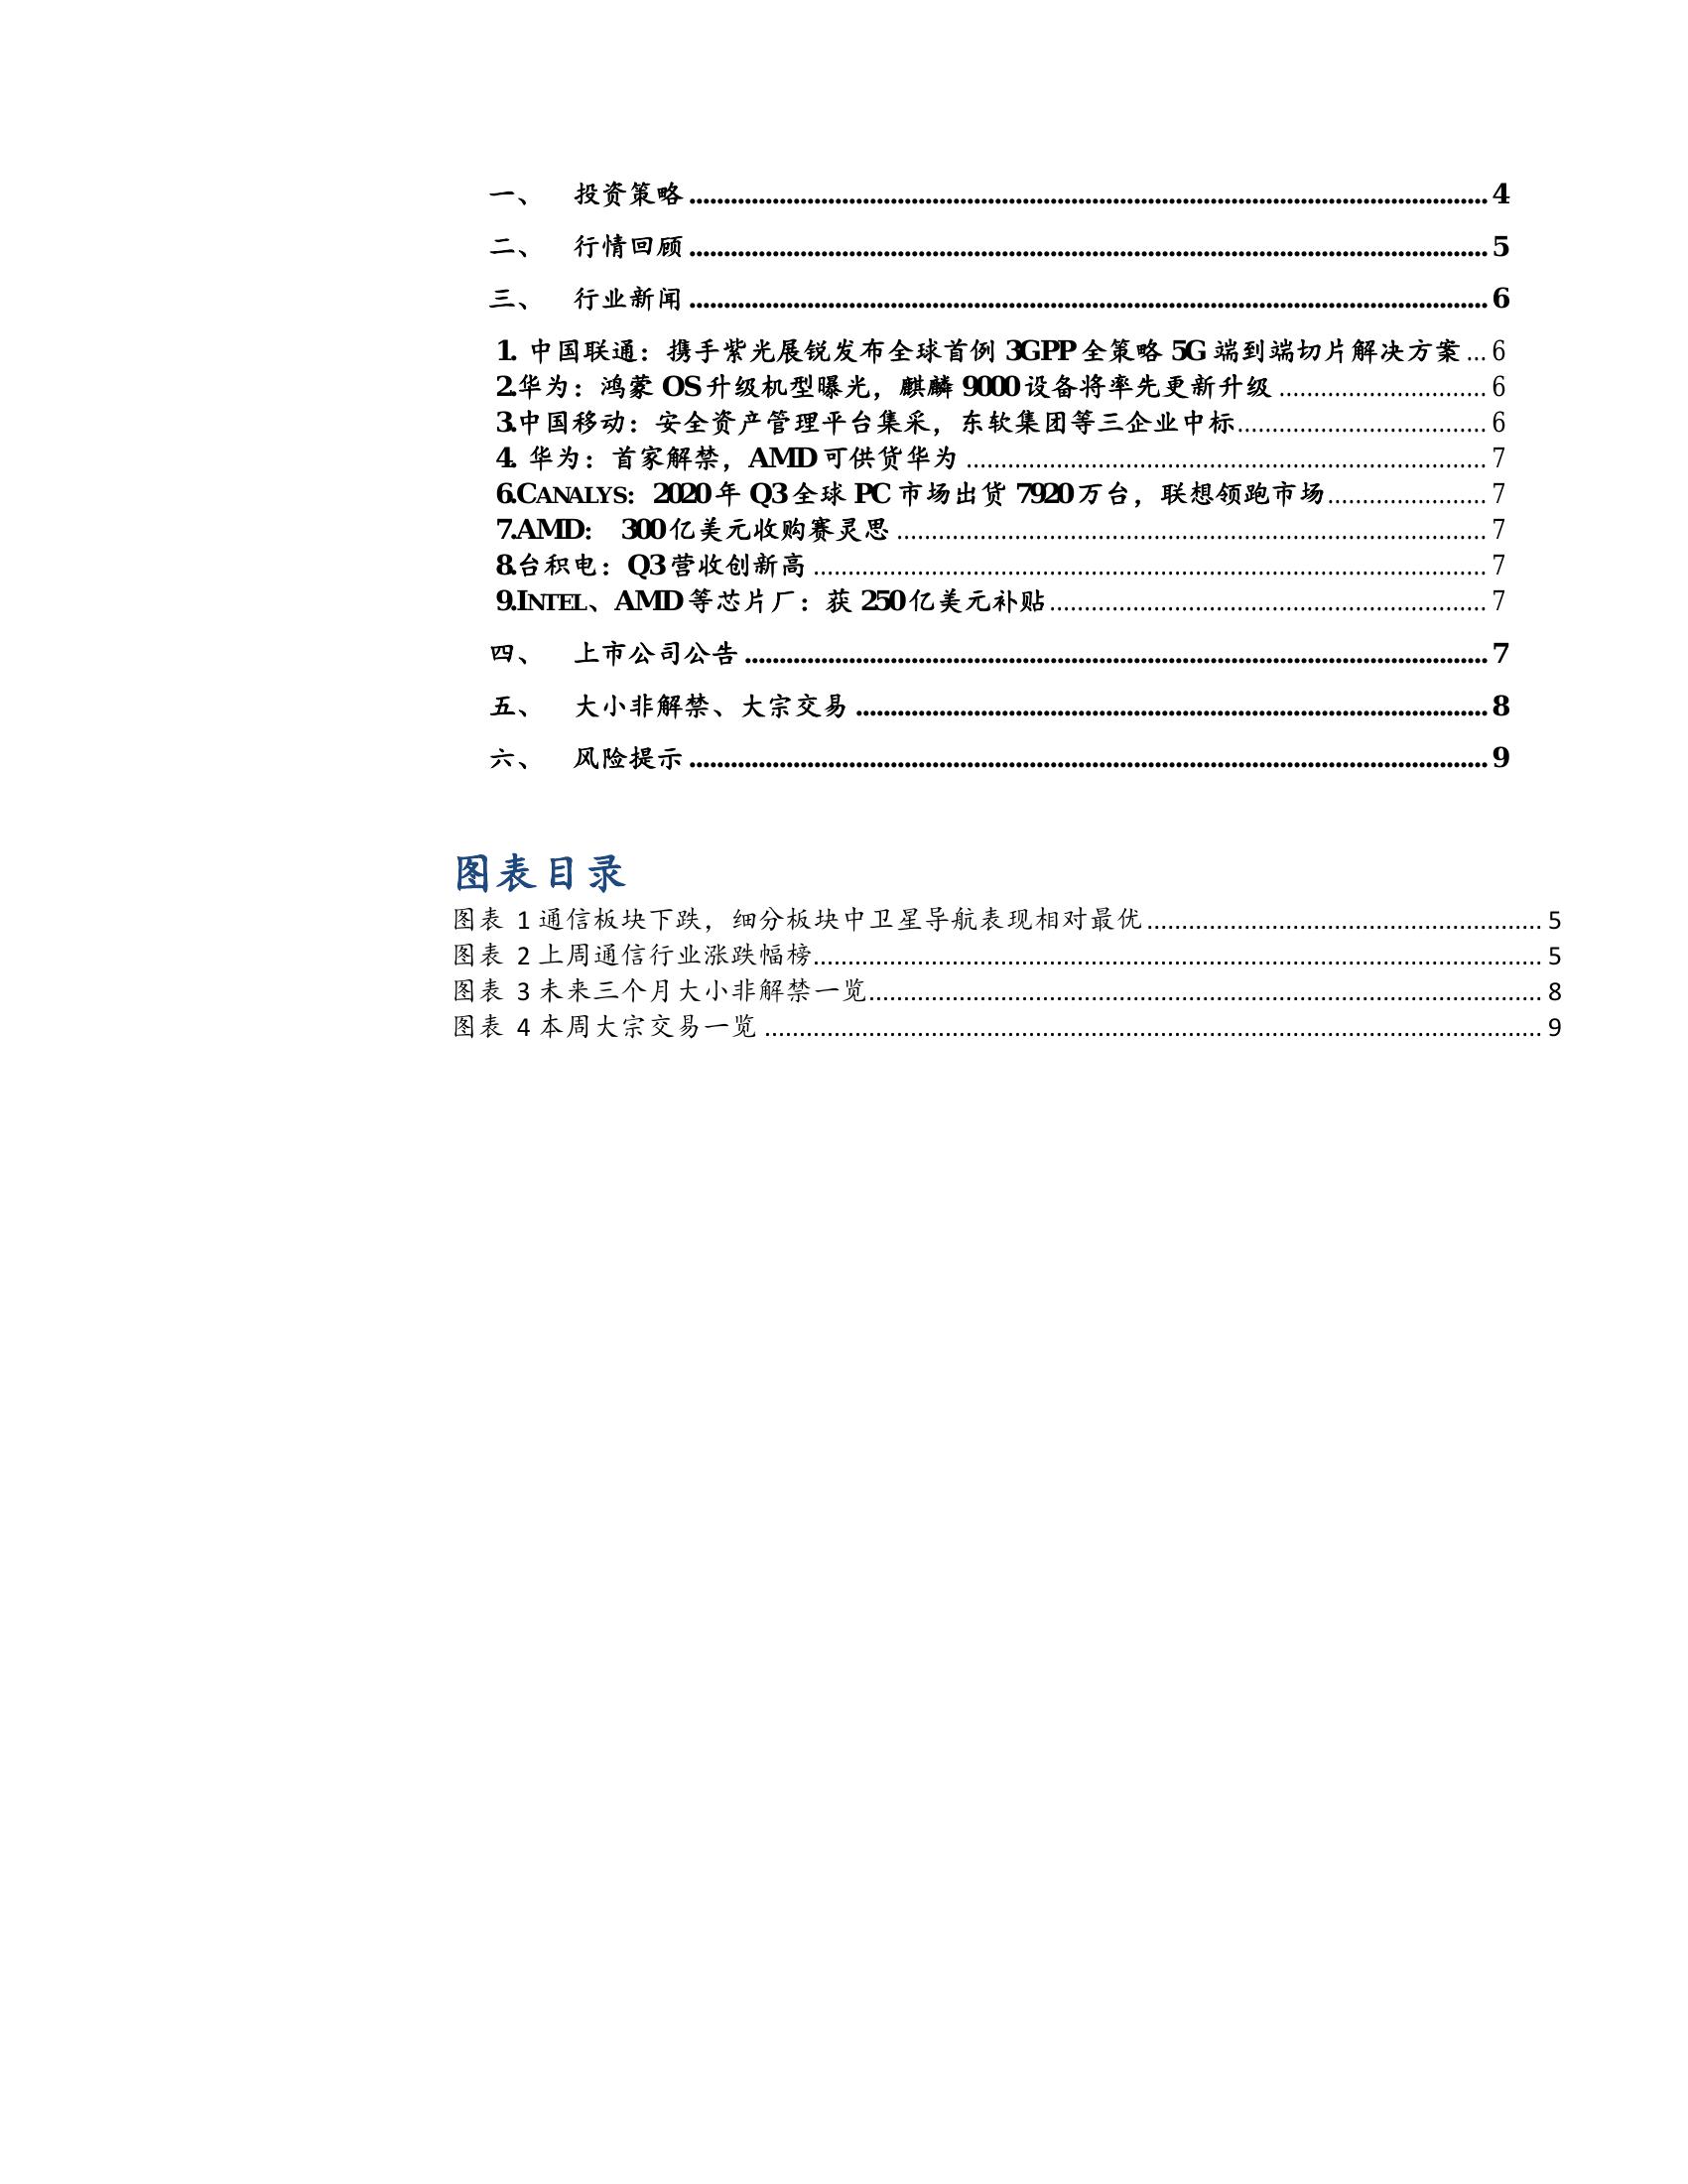 一、 投资策略........................................4
二、 行情回顾........................................5
三、 行业新闻........................................6
1. 中国联通：携手紫光展锐发布全球首例 3GPP 全策略 5G 端到端切片解决方案...6
2.华为：鸿蒙 OS 升级机型曝光，麒麟 9000 设备将率先更新升级..............................6
3.中国移动：安全资产管理平台集采，东软集团等三企业中标....................................6
4. 华为：首家解禁，AMD 可供货华为........................................7
6.CANALYS：2020 年 Q3 全球 PC 市场出货 7920 万台，联想领跑市场.......................7
7.AMD： 300 亿美元收购赛灵思........................................7
8.台积电：Q3 营收创新高........................................7
9.INTEL、AMD 等芯片厂：获 250 亿美元补贴........................................7
四、 上市公司公告........................................7
五、 大小非解禁、大宗交易........................................8
六、 风险提示........................................9
图表目录
图表 1 通信板块下跌，细分板块中卫星导航表现相对最优........................................5
图表 2 上周通信行业涨跌幅榜........................................5
图表 3 未来三个月大小非解禁一览........................................8
图表 4 本周大宗交易一览........................................9